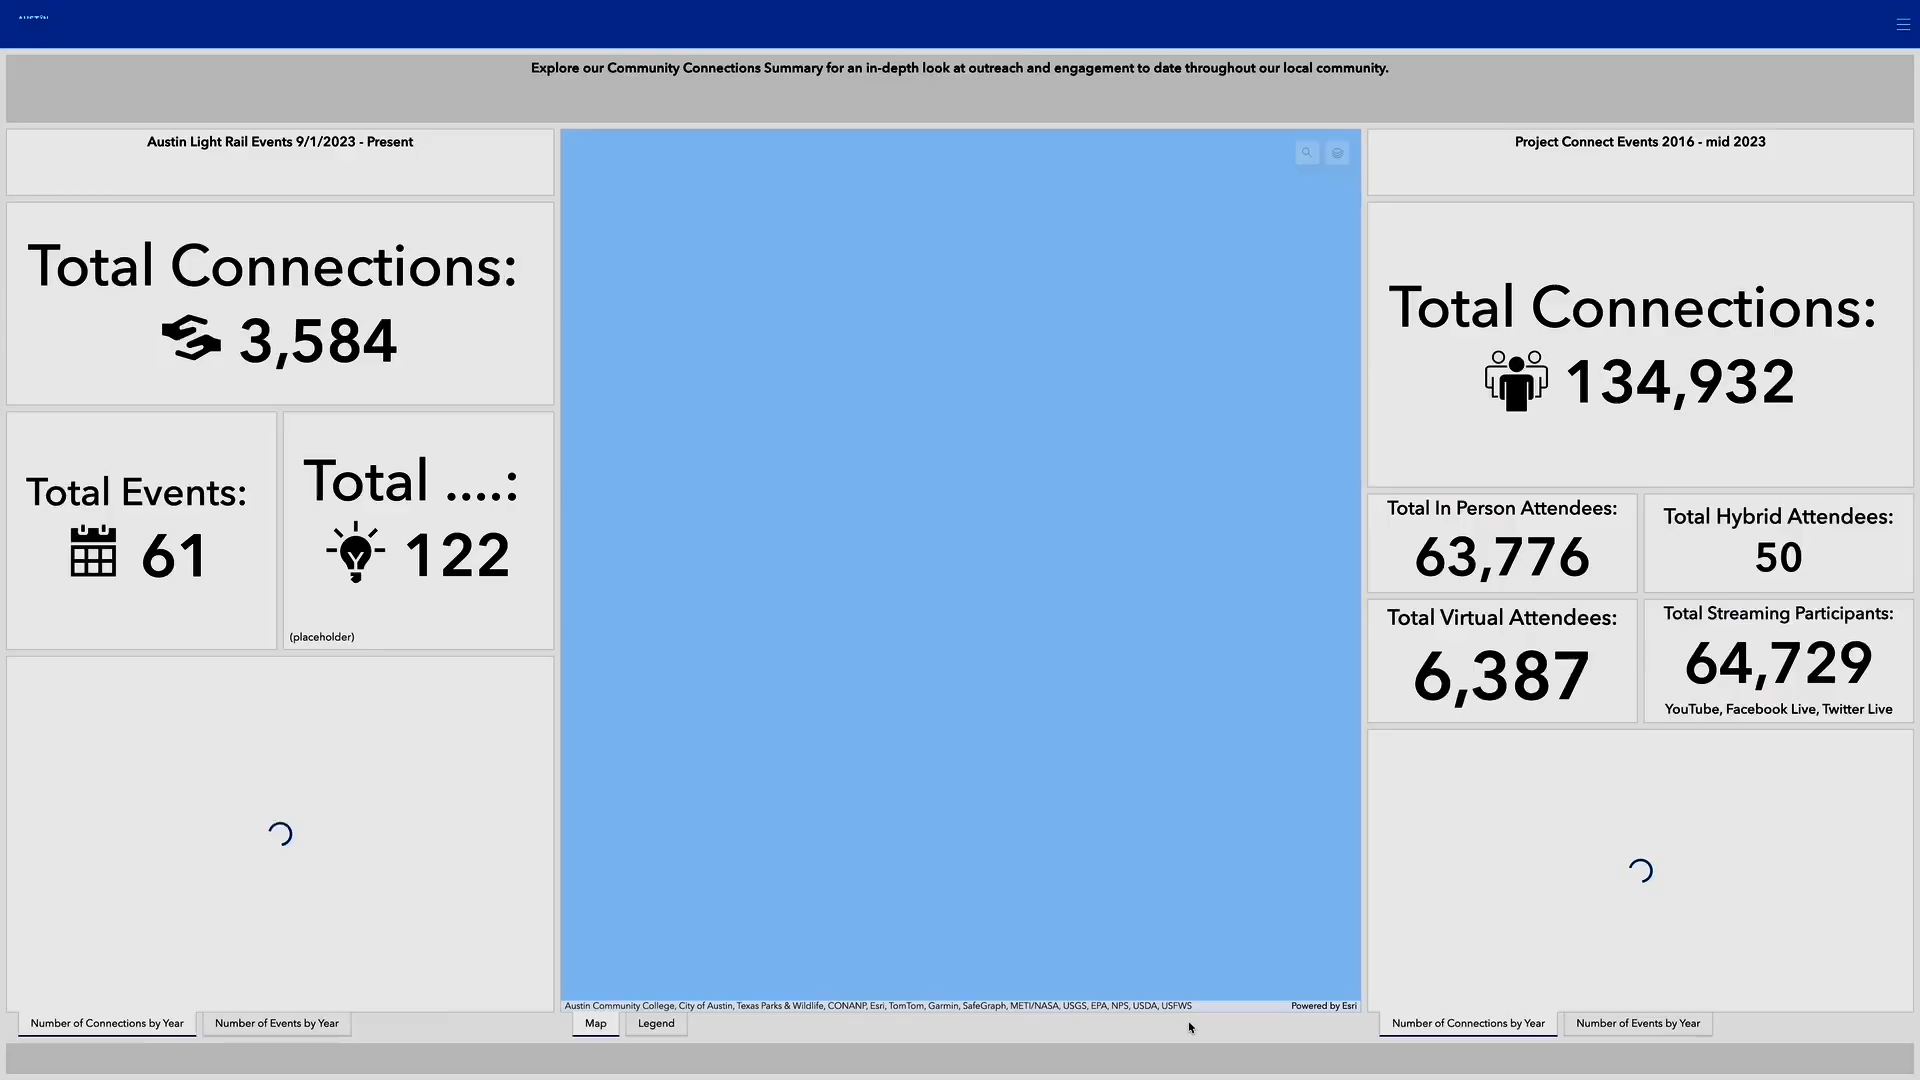 AUSTIN
Explore our Community Connections Summary for an in-depth look at outreach and engagement to date throughout our local community.
Austin Light Rail Events 9/1/2023 - Present
Total Connections:
3,584
Total Events:
61
Total ....:
122
(placeholder)
Number of Connections by Year
Number of Events by Year
Austin Community College, City of Austin, Texas Parks & Wildlife, CONANP, Esri, TomTom, Garmin, SafeGraph, METI/NASA, USGS, EPA, NPS, USDA, USFWS
Powered by Esri
Map
Legend
Project Connect Events 2016 - mid 2023
Total Connections:
134,932
Total In Person Attendees:
63,776
Total Hybrid Attendees:
50
Total Virtual Attendees:
6,387
Total Streaming Participants:
64,729
YouTube, Facebook Live, Twitter Live
Number of Connections by Year
Number of Events by Year